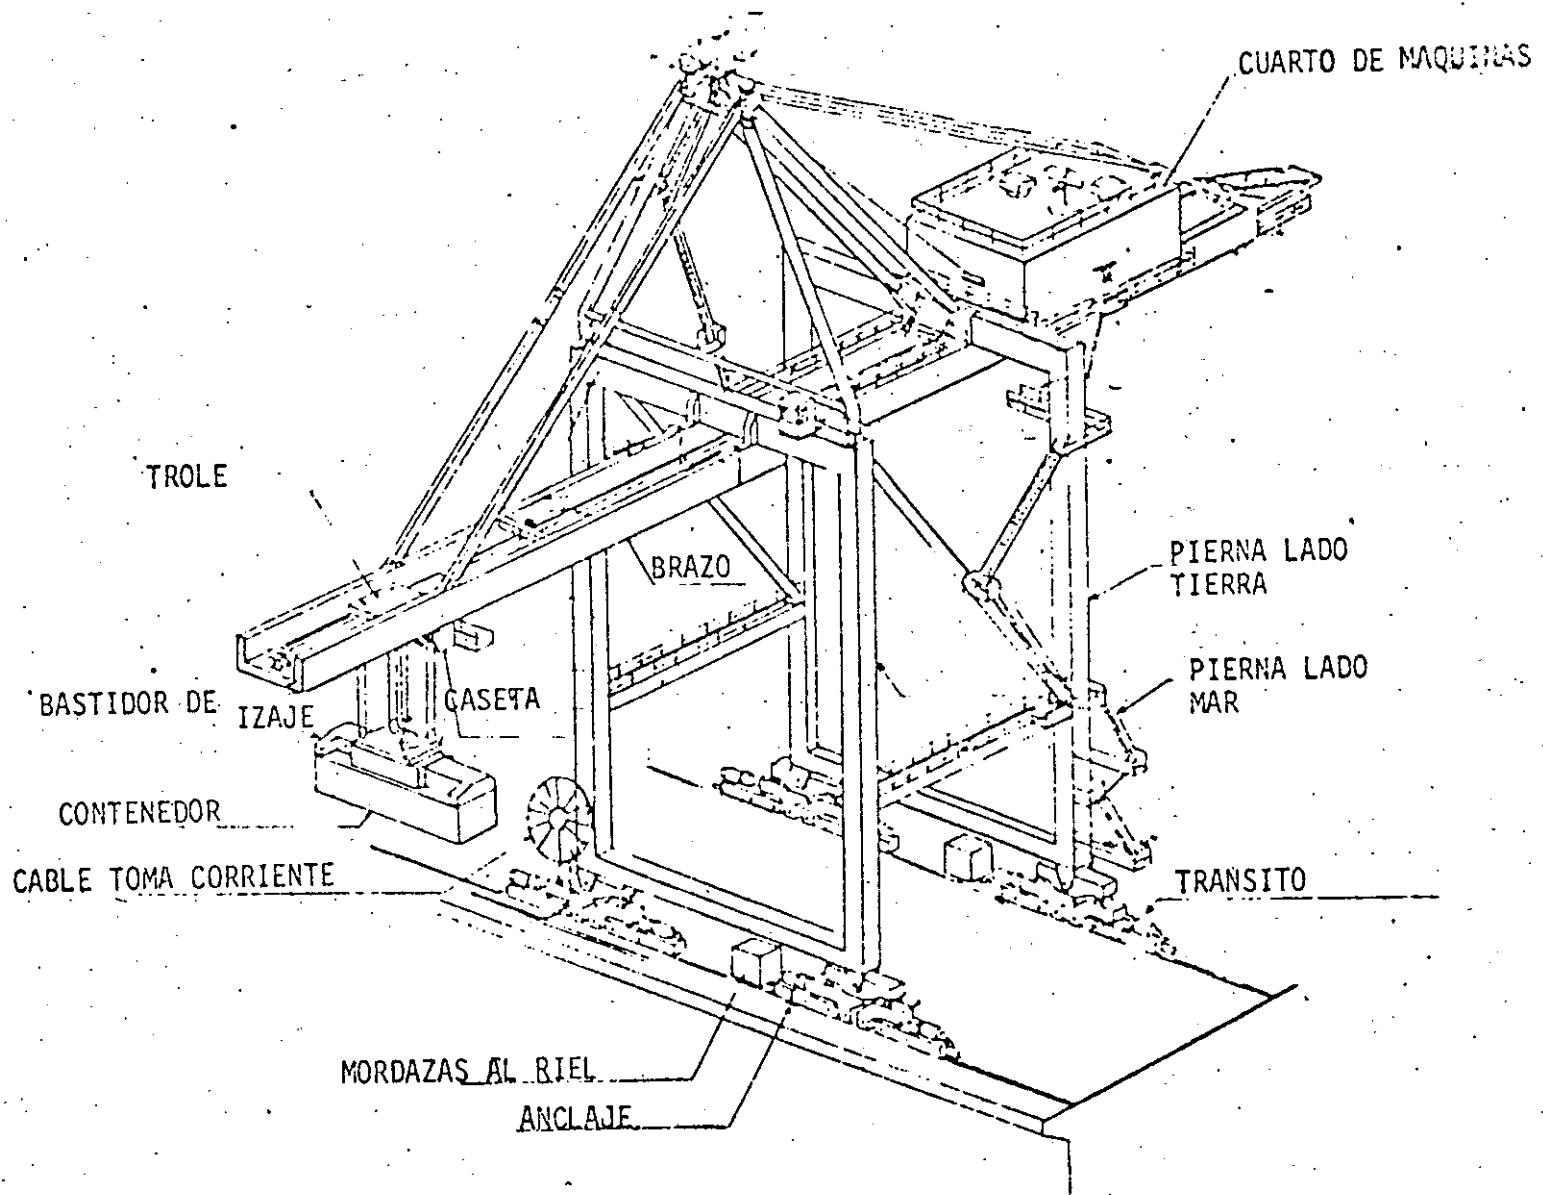 CUARTO DE MAQUINAS
TROLE
BRAZO
PIERNA LADO
TIERRA
PIERNA LADO
MAR
BASTIDOR DE IZAJE
CASETA
CONTENEDOR
CABLE TOMA CORRIENTE
TRANSITO
MORDAZAS AL RIEL
ANCLAJE